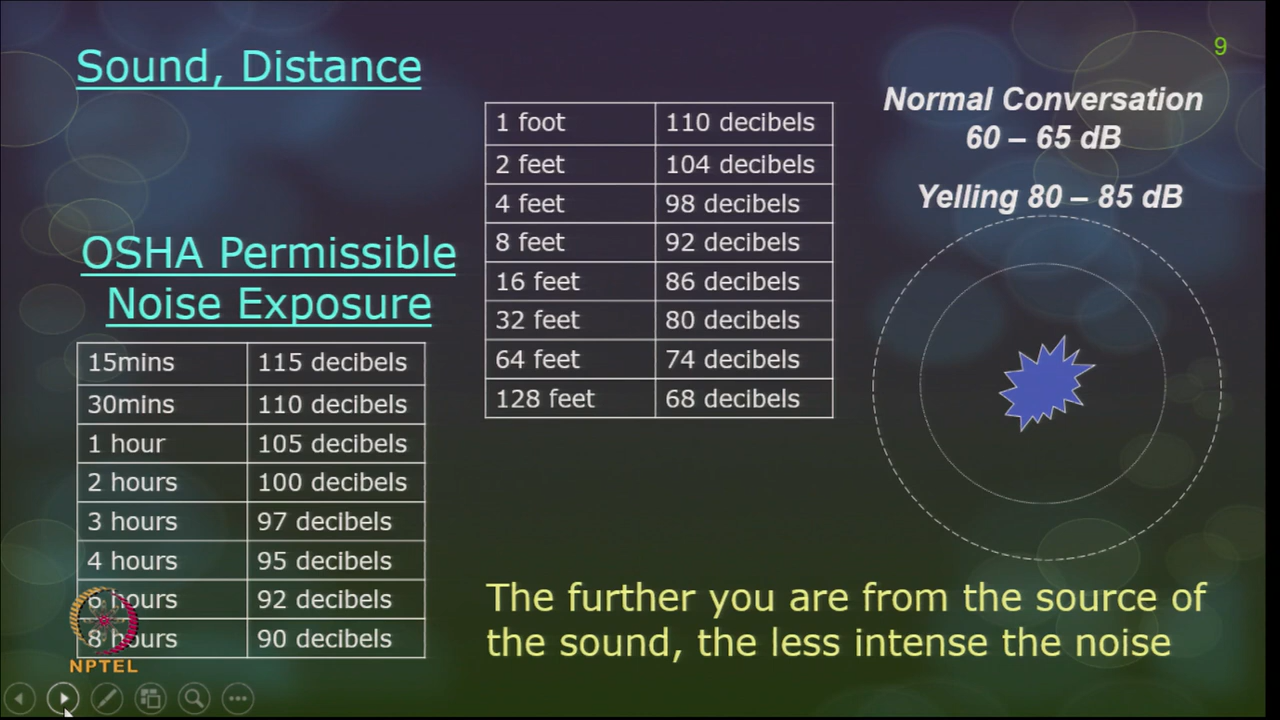 9
Sound, Distance
1 foot 110 decibels
2 feet 104 decibels
4 feet 98 decibels
8 feet 92 decibels
16 feet 86 decibels
32 feet 80 decibels
64 feet 74 decibels
128 feet 68 decibels
Normal Conversation
60 – 65 dB
Yelling 80 – 85 dB
OSHA Permissible
Noise Exposure
15mins 115 decibels
30mins 110 decibels
1 hour 105 decibels
2 hours 100 decibels
3 hours 97 decibels
4 hours 95 decibels
6 hours 92 decibels
8 hours 90 decibels
The further you are from the source of
the sound, the less intense the noise
NPTEL